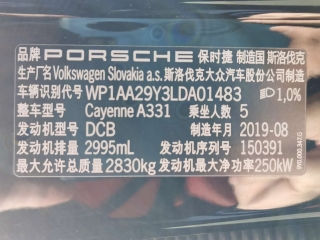 品牌 PORSCHE 保时捷 制造国 斯洛伐克
生产厂名 Volkswagen Slovakia a.s. 斯洛伐克大众汽车股份公司制造
车辆识别代号 WP1AA29Y3LDA01483 1,0%
整车型号 Cayenne A331 乘坐人数 5
发动机型号 DCB 制造年月 2019-08
发动机排量 2995mL 发动机序列号 150391
最大允许总质量 2830kg 发动机最大净功率 250kW